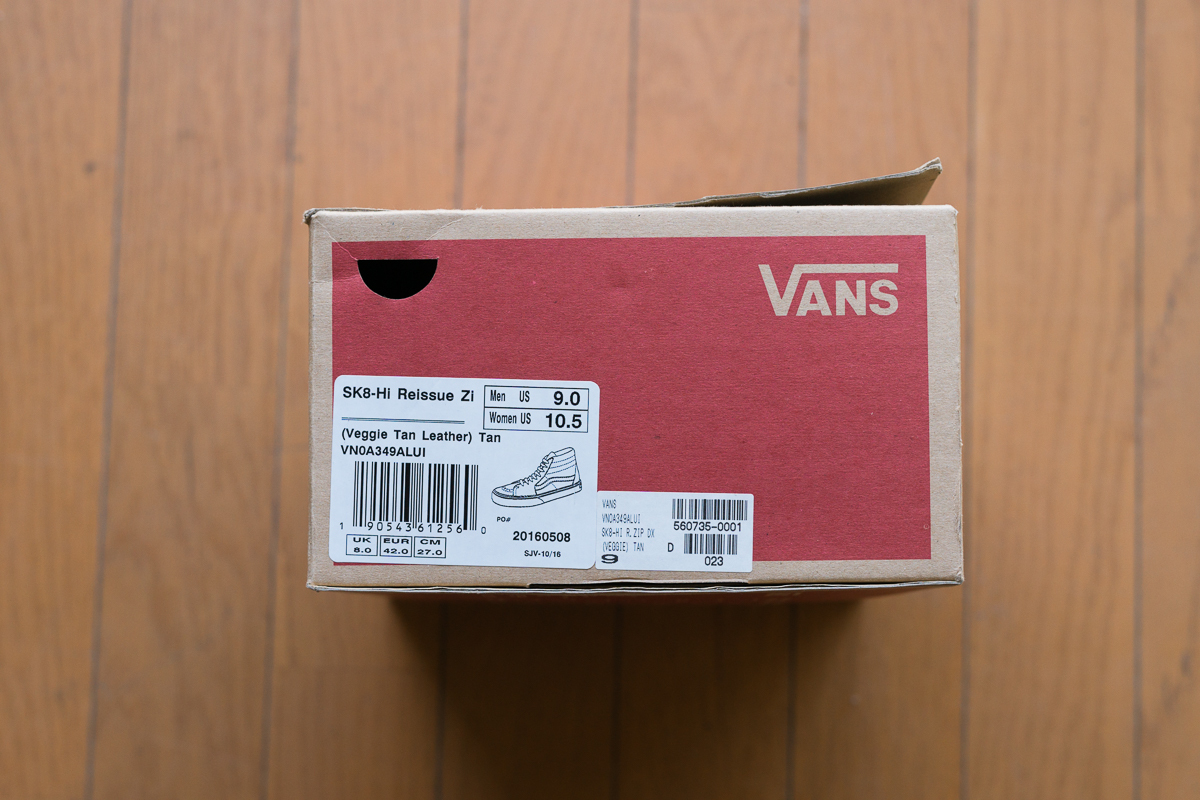 VANS
SK8-Hi Reissue Zi
Men US 9.0
Women US 10.5
(Veggie Tan Leather) Tan
VN0A349ALUI
1 90543 61256 0
PO#
UK 8.0
EUR 42.0
CM 27.0
20160508
SJV-10/16
VANS
VN0A349ALUI
560735-0001
SK8-HI R.ZIP DX
(VEGGIE) TAN
D
9
023